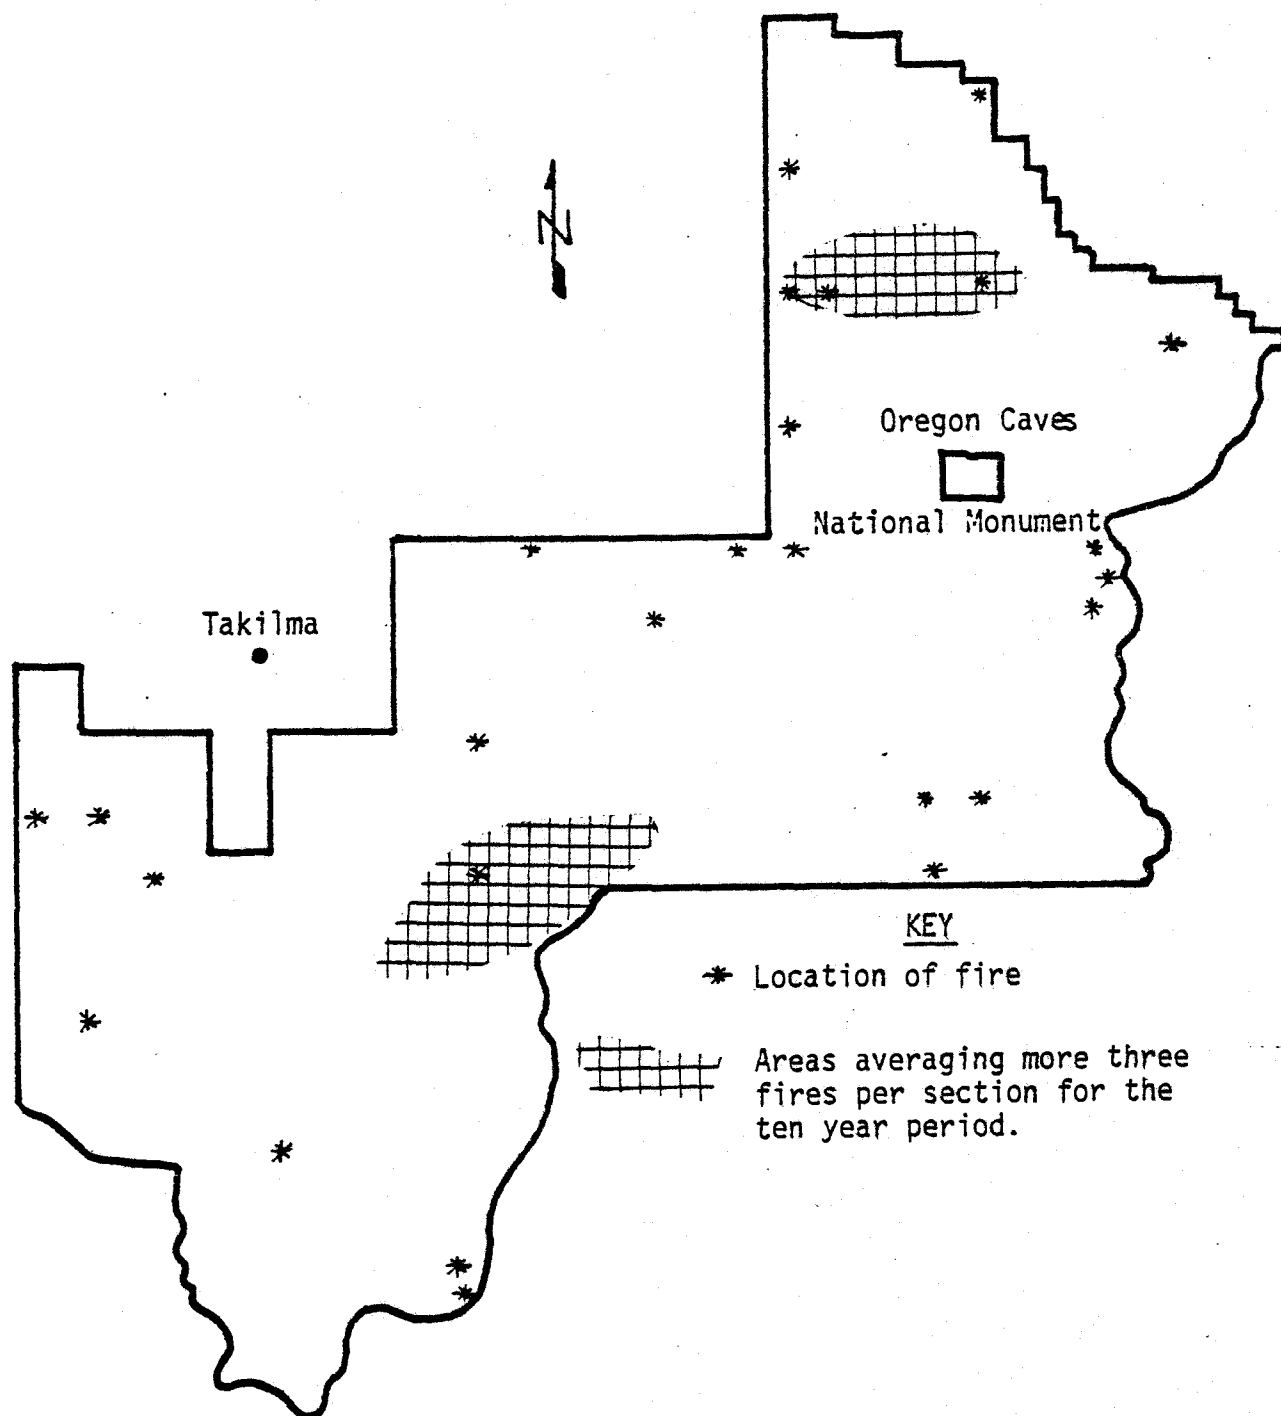 N
Oregon Caves
National Monument
Takilma
KEY
Location of fire
Areas averaging more three
fires per section for the
ten year period.